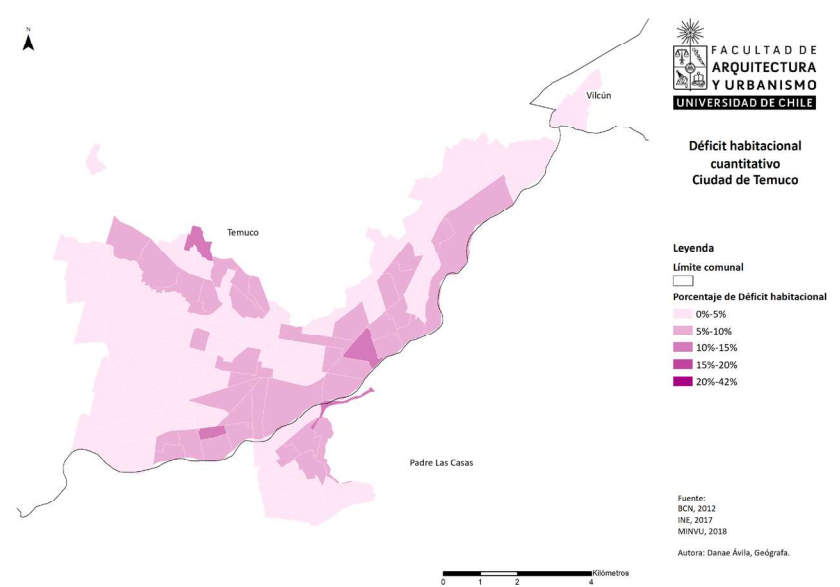 N
FACULTAD DE
ARQUITECTURA
Y URBANISMO
UNIVERSIDAD DE CHILE
Déficit habitacional
cuantitativo
Ciudad de Temuco
Vilcún
Temuco
Padre Las Casas
Leyenda
Límite comunal
Porcentaje de Déficit habitacional
0%-5%
5%-10%
10%-15%
15%-20%
20%-42%
Fuente:
BCN, 2012
INE, 2017
MINVU, 2018
Autora: Danae Ávila, Geógrafa.
Kilómetros
0 1 2 4